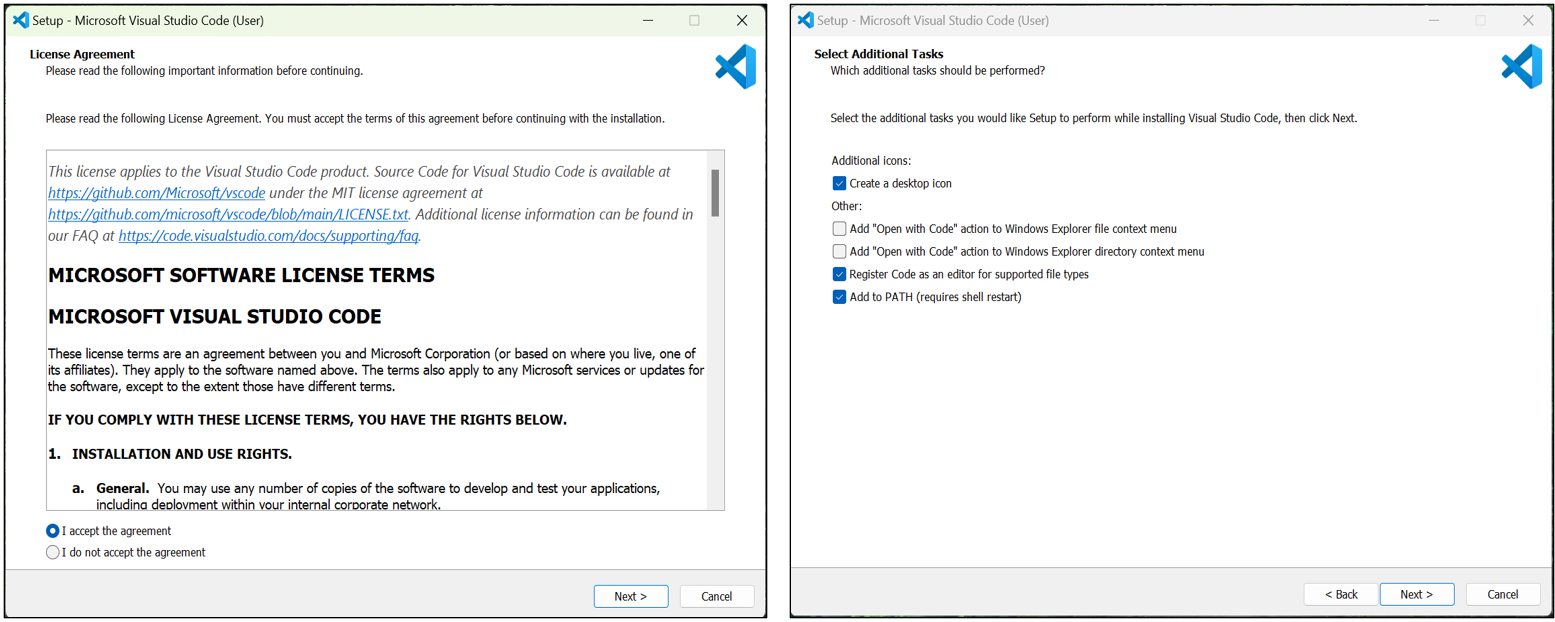 Setup - Microsoft Visual Studio Code (User)
License Agreement
Please read the following important information before continuing.
Please read the following License Agreement. You must accept the terms of this agreement before continuing with the installation.
This license applies to the Visual Studio Code product. Source Code for Visual Studio Code is available at
https://github.com/Microsoft/vscode under the MIT license agreement at
https://github.com/microsoft/vscode/blob/main/LICENSE.txt. Additional license information can be found in
our FAQ at https://code.visualstudio.com/docs/supporting/faq.
MICROSOFT SOFTWARE LICENSE TERMS
MICROSOFT VISUAL STUDIO CODE
These license terms are an agreement between you and Microsoft Corporation (or based on where you live, one of
its affiliates). They apply to the software named above. The terms also apply to any Microsoft services or updates for
the software, except to the extent those have different terms.
IF YOU COMPLY WITH THESE LICENSE TERMS, YOU HAVE THE RIGHTS BELOW.
1. INSTALLATION AND USE RIGHTS.
a. General. You may use any number of copies of the software to develop and test your applications,
including deployment within your internal corporate network.
I accept the agreement
I do not accept the agreement
Next >
Cancel
Setup - Microsoft Visual Studio Code (User)
Select Additional Tasks
Which additional tasks should be performed?
Select the additional tasks you would like Setup to perform while installing Visual Studio Code, then click Next.
Additional icons:
Create a desktop icon
Other:
Add "Open with Code" action to Windows Explorer file context menu
Add "Open with Code" action to Windows Explorer directory context menu
Register Code as an editor for supported file types
Add to PATH (requires shell restart)
< Back
Next >
Cancel